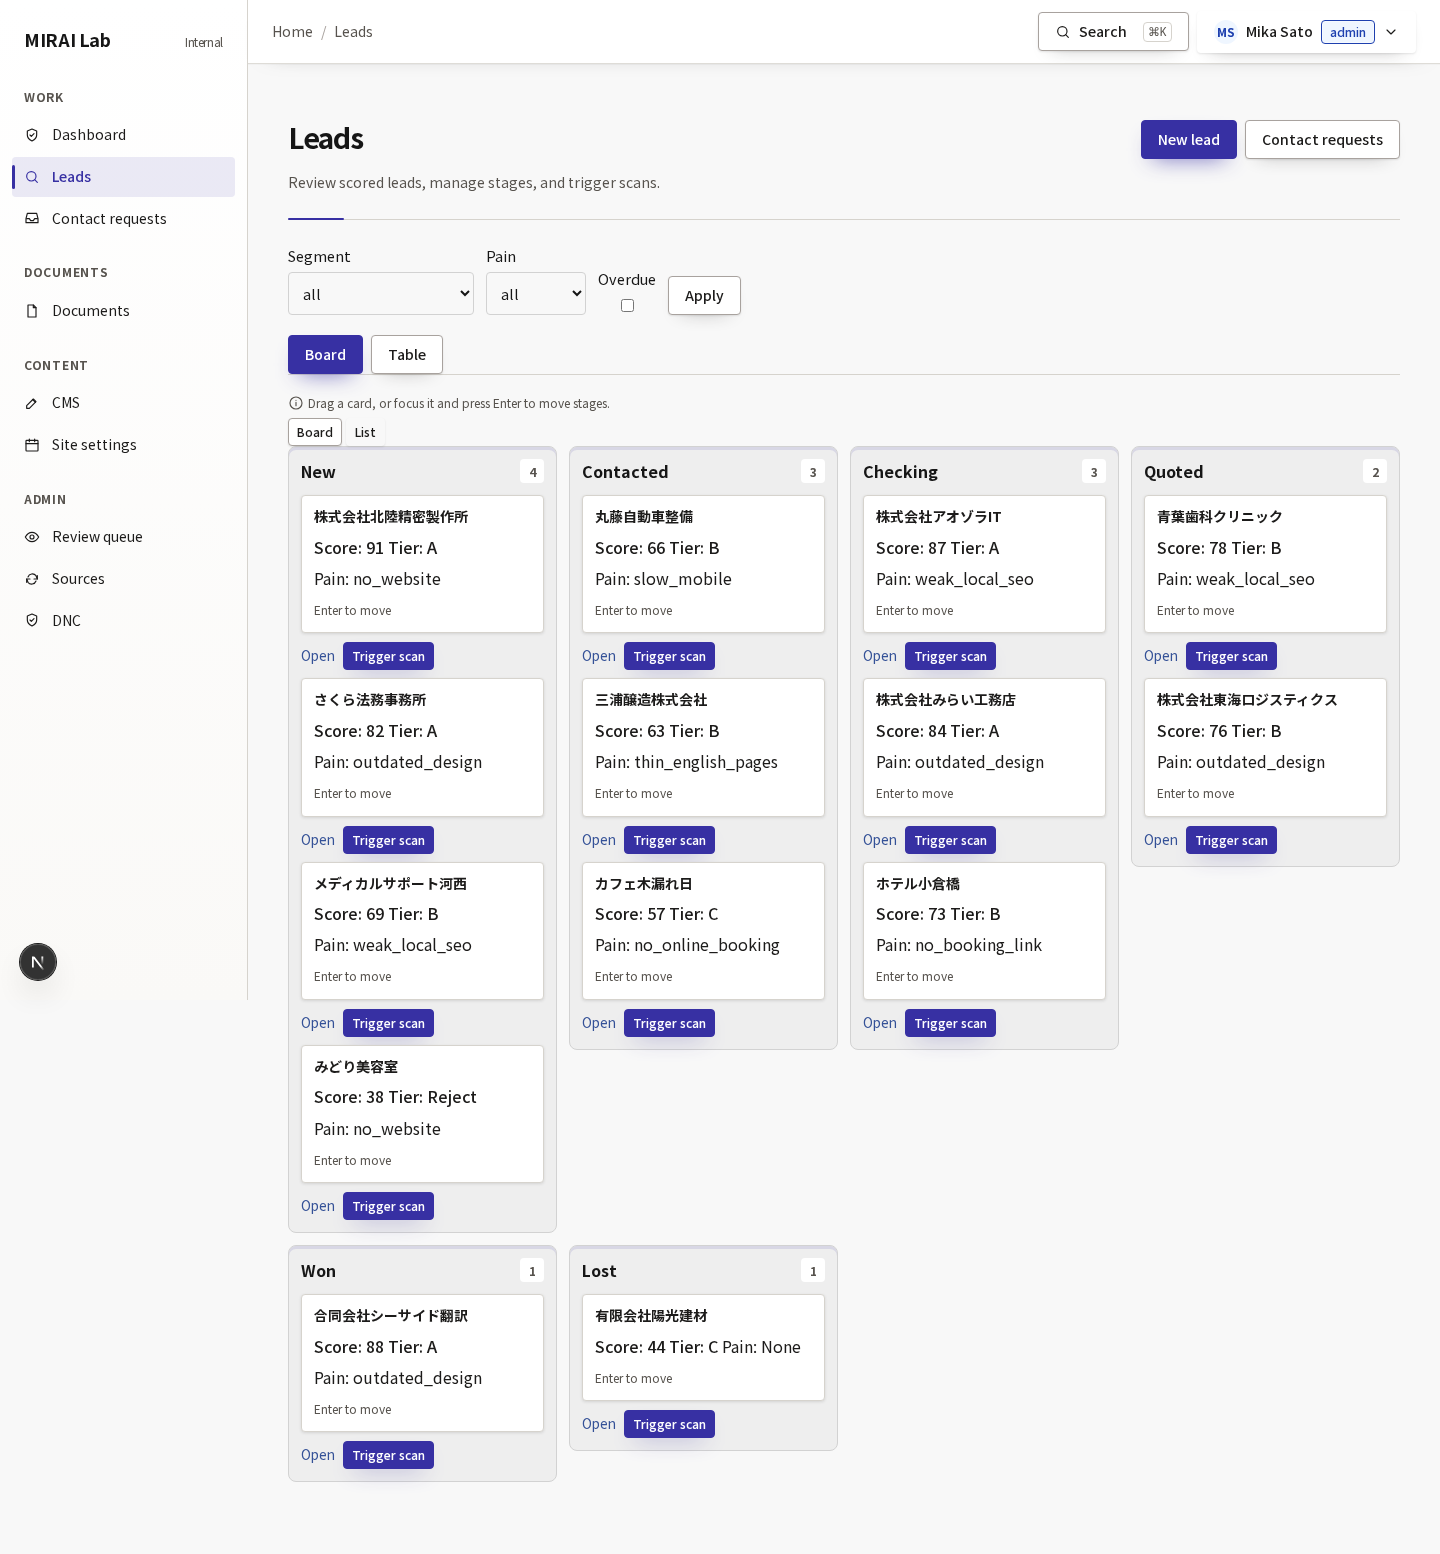 MIRAI Lab
Internal
Home / Leads
Search ⌘K
MS Mika Sato admin
WORK
Dashboard
Leads
Contact requests
DOCUMENTS
Documents
CONTENT
CMS
Site settings
ADMIN
Review queue
Sources
DNC
N
Leads
New lead
Contact requests
Review scored leads, manage stages, and trigger scans.
Segment
all
Pain
all
Overdue
Apply
Board
Table
Drag a card, or focus it and press Enter to move stages.
Board
List
New 4
株式会社北陸精密製作所
Score: 91 Tier: A
Pain: no_website
Enter to move
Open Trigger scan
さくら法務事務所
Score: 82 Tier: A
Pain: outdated_design
Enter to move
Open Trigger scan
メディカルサポート河西
Score: 69 Tier: B
Pain: weak_local_seo
Enter to move
Open Trigger scan
みどり美容室
Score: 38 Tier: Reject
Pain: no_website
Enter to move
Open Trigger scan
Contacted 3
丸藤自動車整備
Score: 66 Tier: B
Pain: slow_mobile
Enter to move
Open Trigger scan
三浦醸造株式会社
Score: 63 Tier: B
Pain: thin_english_pages
Enter to move
Open Trigger scan
カフェ木漏れ日
Score: 57 Tier: C
Pain: no_online_booking
Enter to move
Open Trigger scan
Checking 3
株式会社アオゾラIT
Score: 87 Tier: A
Pain: weak_local_seo
Enter to move
Open Trigger scan
株式会社みらい工務店
Score: 84 Tier: A
Pain: outdated_design
Enter to move
Open Trigger scan
ホテル小倉橋
Score: 73 Tier: B
Pain: no_booking_link
Enter to move
Open Trigger scan
Quoted 2
青葉歯科クリニック
Score: 78 Tier: B
Pain: weak_local_seo
Enter to move
Open Trigger scan
株式会社東海ロジスティクス
Score: 76 Tier: B
Pain: outdated_design
Enter to move
Open Trigger scan
Won 1
合同会社シーサイド翻訳
Score: 88 Tier: A
Pain: outdated_design
Enter to move
Open Trigger scan
Lost 1
有限会社陽光建材
Score: 44 Tier: C Pain: None
Enter to move
Open Trigger scan